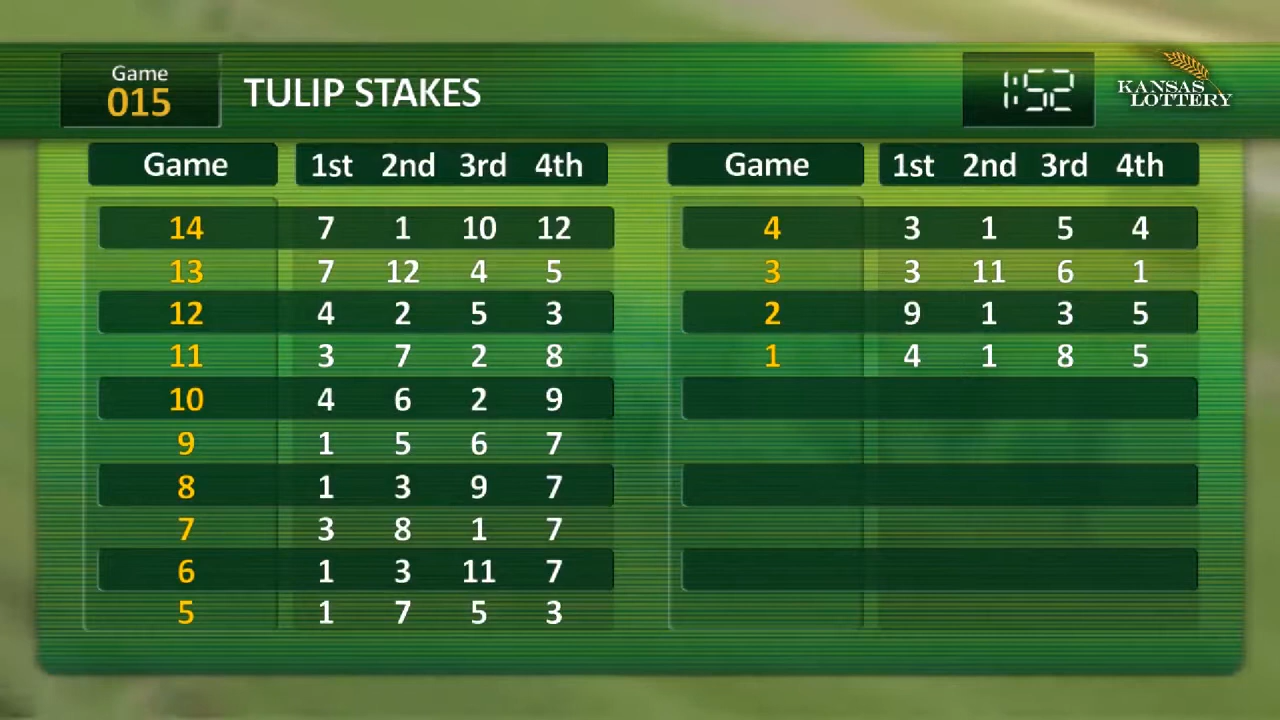 Game
015
TULIP STAKES
1:52
KANSAS
LOTTERY
Game 1st 2nd 3rd 4th
14 7 1 10 12
13 7 12 4 5
12 4 2 5 3
11 3 7 2 8
10 4 6 2 9
9 1 5 6 7
8 1 3 9 7
7 3 8 1 7
6 1 3 11 7
5 1 7 5 3
Game 1st 2nd 3rd 4th
4 3 1 5 4
3 3 11 6 1
2 9 1 3 5
1 4 1 8 5